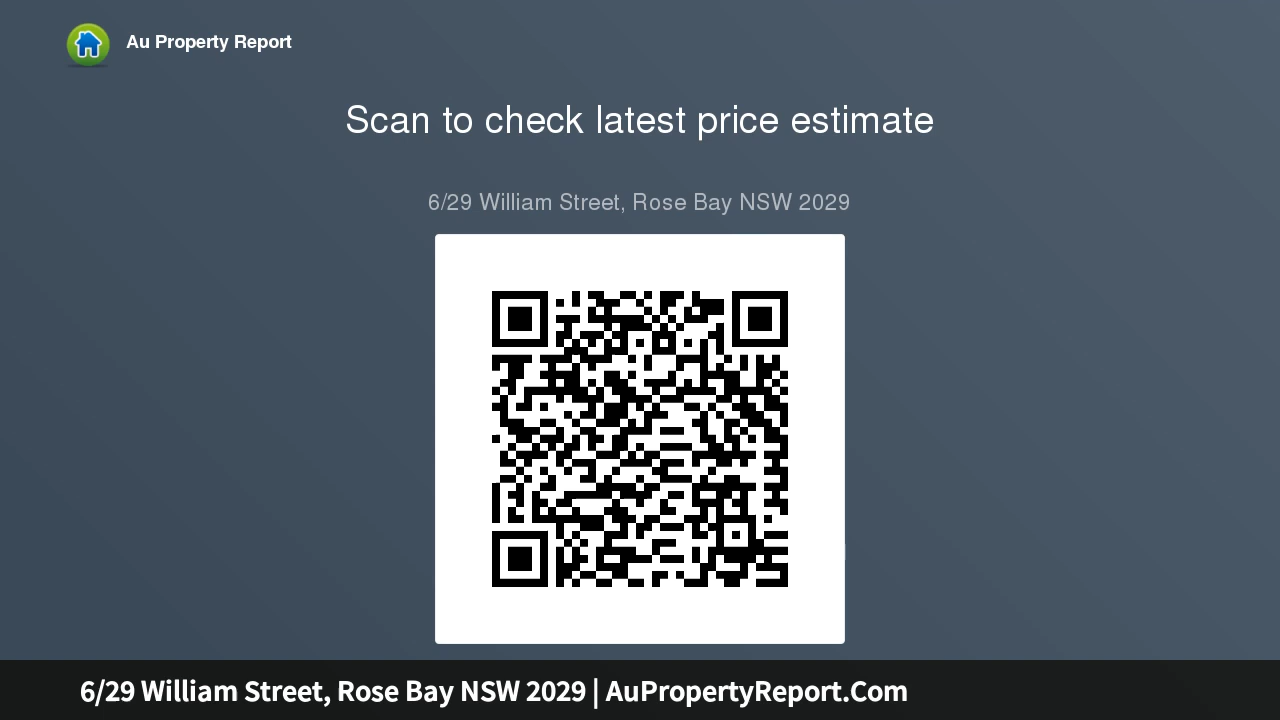 Au Property Report
Scan to check latest price estimate
6/29 William Street, Rose Bay NSW 2029
6/29 William Street, Rose Bay NSW 2029 | AuPropertyReport.Com